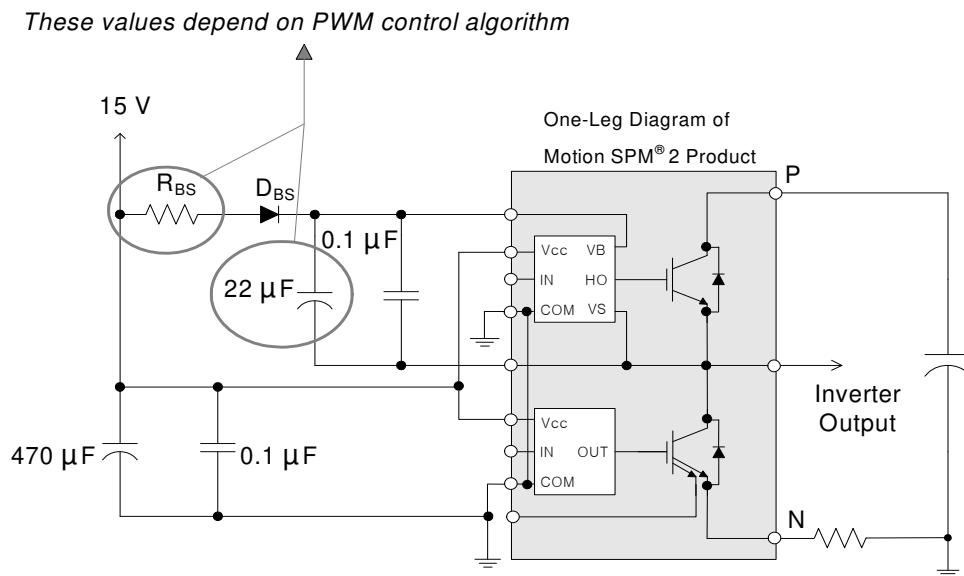 These values depend on PWM control algorithm
15 V
One-Leg Diagram of
Motion SPM® 2 Product
P
RBS
DBS
0.1 µF
Vcc VB
22 µF
IN HO
COM VS
Inverter
Output
Vcc
470 µF
0.1 µF
IN OUT
COM
N